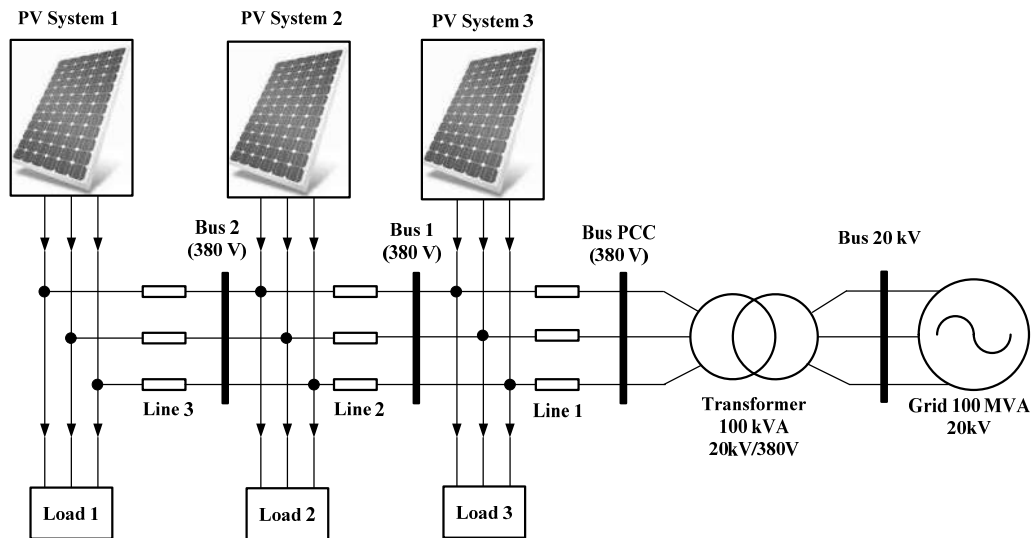 PV System 1
PV System 2
PV System 3
Bus 2
(380 V)
Bus 1
(380 V)
Bus PCC
(380 V)
Bus 20 kV
Line 3
Line 2
Line 1
Transformer
100 kVA
20kV/380V
Grid 100 MVA
20kV
Load 1
Load 2
Load 3